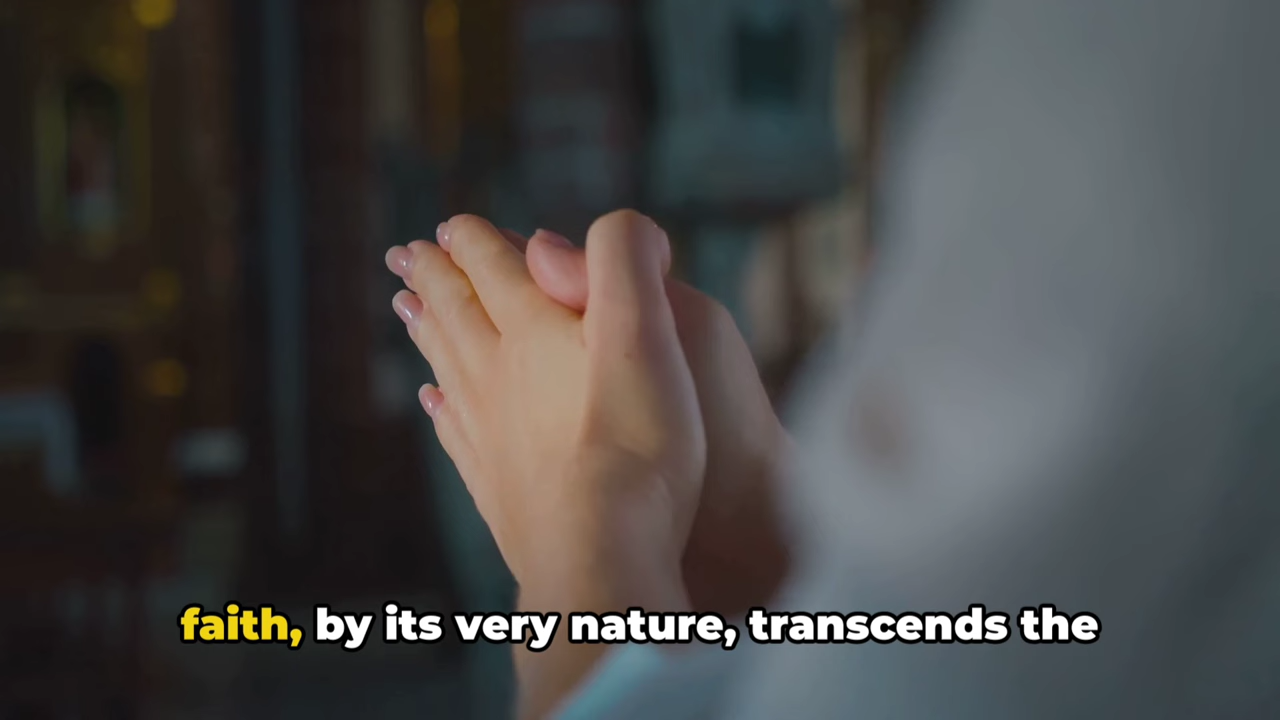 faith, by its very nature, transcends the